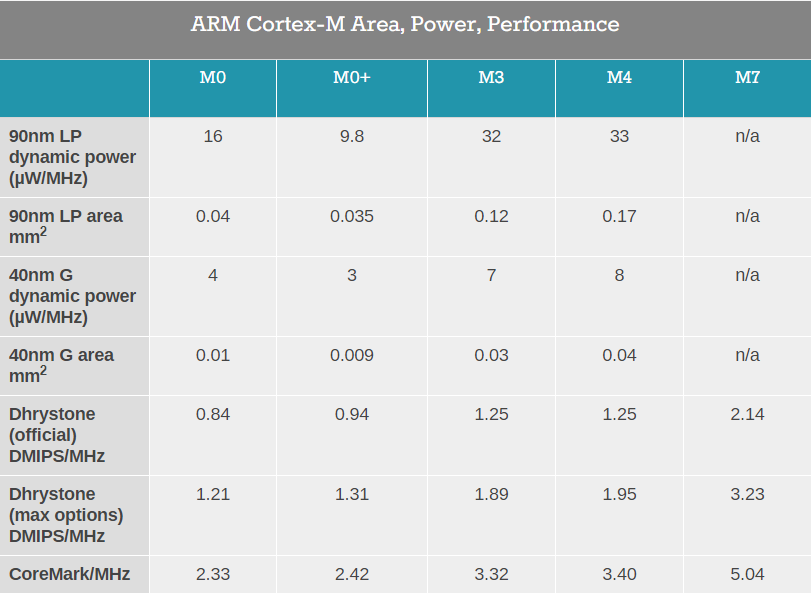 ARM Cortex-M Area, Power, Performance
M0 M0+ M3 M4 M7
90nm LP 16 9.8 32 33 n/a
dynamic power
(µW/MHz)
90nm LP area 0.04 0.035 0.12 0.17 n/a
mm²
40nm G 4 3 7 8 n/a
dynamic power
(µW/MHz)
40nm G area 0.01 0.009 0.03 0.04 n/a
mm²
Dhrystone 0.84 0.94 1.25 1.25 2.14
(official)
DMIPS/MHz
Dhrystone 1.21 1.31 1.89 1.95 3.23
(max options)
DMIPS/MHz
CoreMark/MHz 2.33 2.42 3.32 3.40 5.04